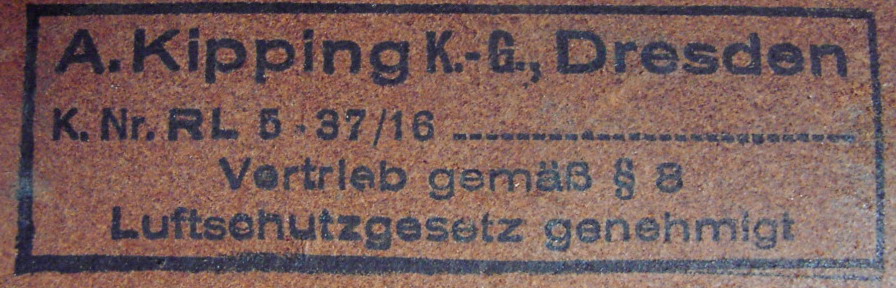 A. Kipping K.-G., Dresden
K. Nr. RL 5 - 37/16
Vertrieb gemäß § 8
Luftschutzgesetz genehmigt